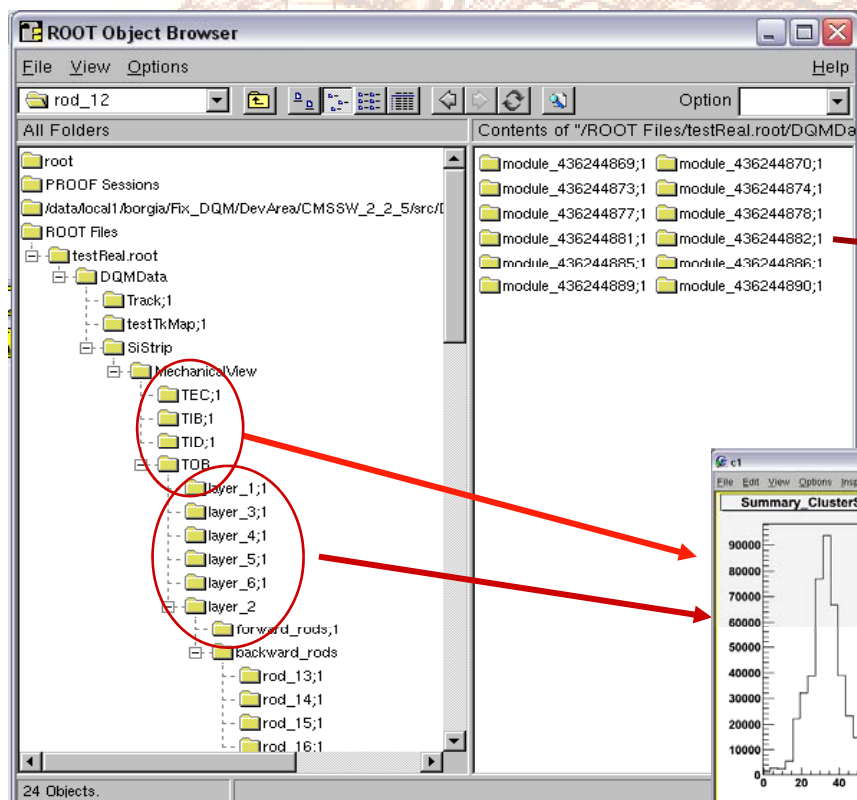 ROOT Object Browser
File View Options Help
rod_12 Option
All Folders
Contents of "/ROOT Files/testReal.root/DQMDa
root
PROOF Sessions
/data/local1/borgia/Fix_DQM/DevArea/CMSSW_2_2_5/src/
ROOT Files
testReal.root
DQMData
Track;1
testTkMap;1
SiStrip
MechanicalView
TEC;1
TIB;1
TID;1
TOB
layer_1;1
layer_3;1
layer_4;1
layer_5;1
layer_6;1
layer_2
forward_rods;1
backward_rods
rod_13;1
rod_14;1
rod_15;1
rod_16;1
module_436244869;1 module_436244870;1
module_436244873;1 module_436244874;1
module_436244877;1 module_436244878;1
module_436244881;1 module_436244882;1
module_436244885;1 module_436244886;1
module_436244889;1 module_436244890;1
24 Objects.
c1
File Edit View Options Insp
Summary_ClusterS
90000
80000
70000
60000
50000
40000
30000
20000
10000
0
0 20 40